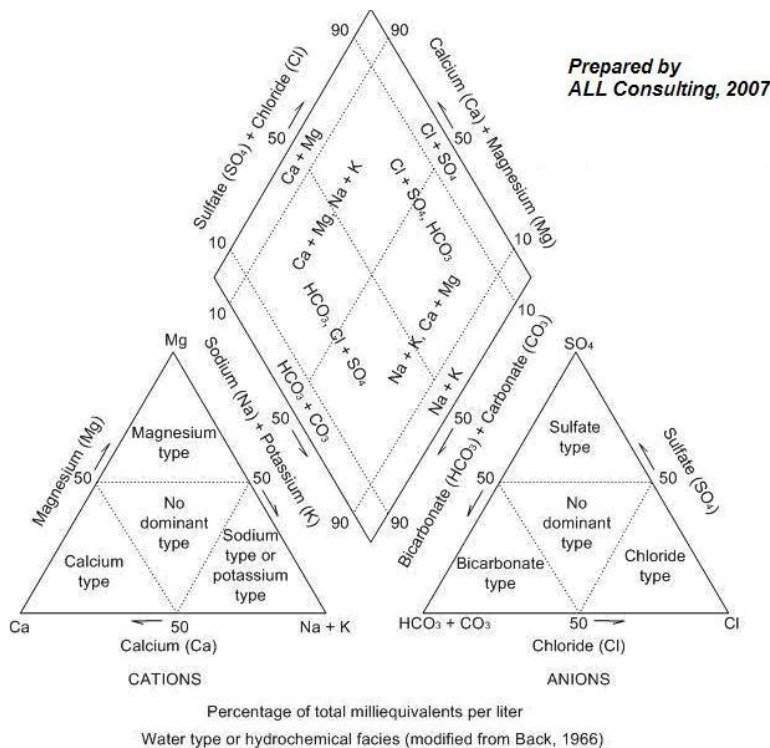 Prepared by
ALL Consulting, 2007
90
90
Sulfate (SO₄) + Chloride (Cl)
Calcium (Ca) + Magnesium (Mg)
50
50
Ca + Mg
Cl + SO₄
Ca + Mg, Na + K
Cl + SO₄, HCO₃
10
10
10
10
HCO₃, Cl + SO₄
Na + K, Ca + Mg
HCO₃ + CO₃
Na + K
Sodium (Na) + Potassium (K)
Bicarbonate (HCO₃) + Carbonate (CO₃)
50
50
90
90
Mg
Magnesium (Mg)
Magnesium
type
50
50
No
dominant
type
Calcium
type
Sodium
type or
potassium
type
Ca
50
Na + K
Calcium (Ca)
CATIONS
SO₄
Sulfate (SO₄)
Sulfate
type
50
50
No
dominant
type
Bicarbonate
type
Chloride
type
HCO₃ + CO₃
50
Cl
Chloride (Cl)
ANIONS
Percentage of total milliequivalents per liter
Water type or hydrochemical facies (modified from Back, 1966)